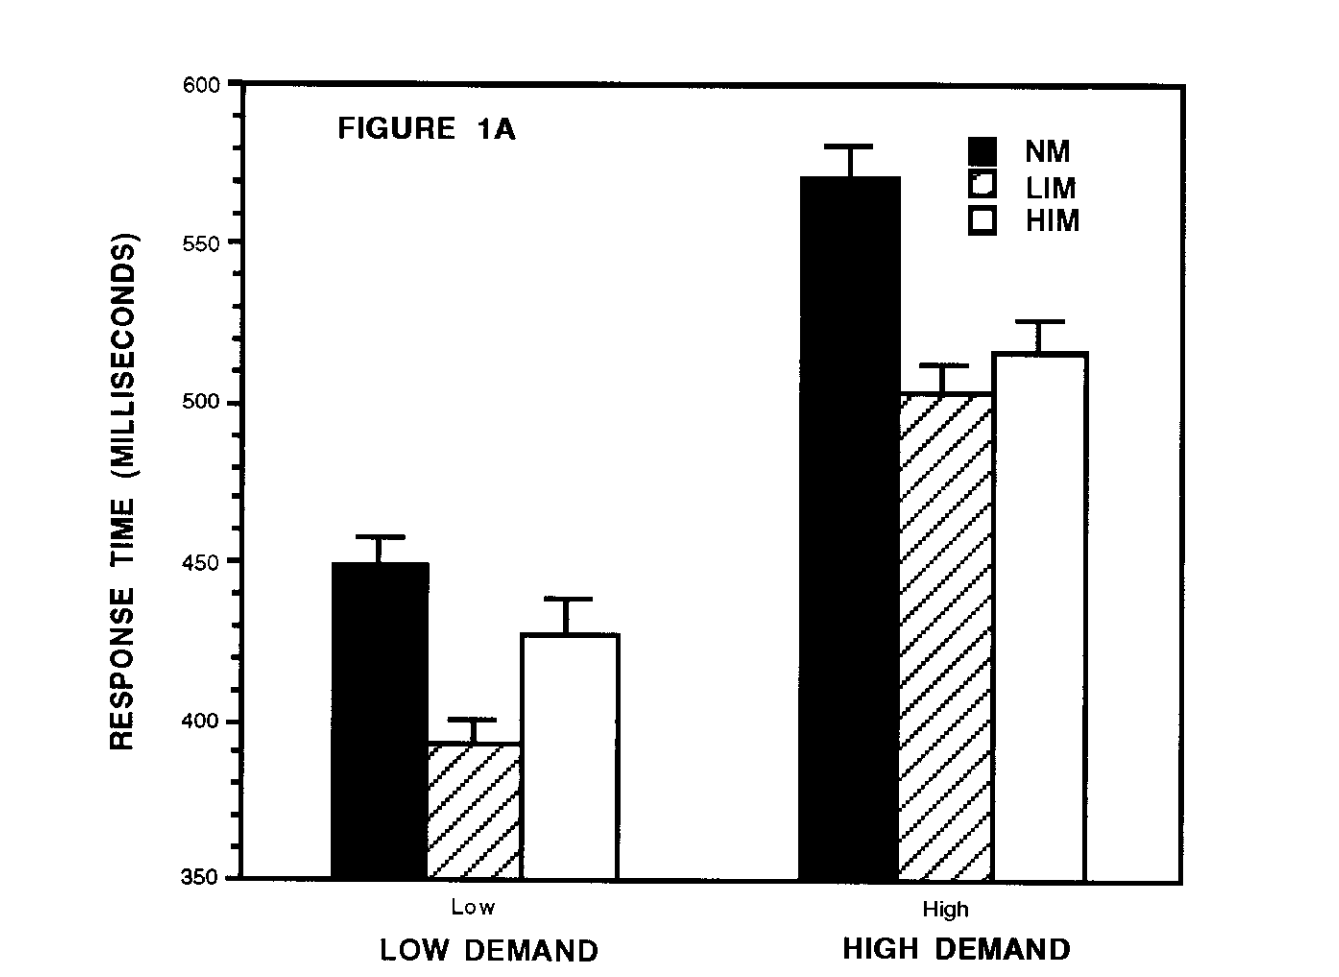 600
FIGURE 1A
NM
LIM
HIM
550
500
450
400
350
RESPONSE TIME (MILLISECONDS)
Low
High
LOW DEMAND
HIGH DEMAND